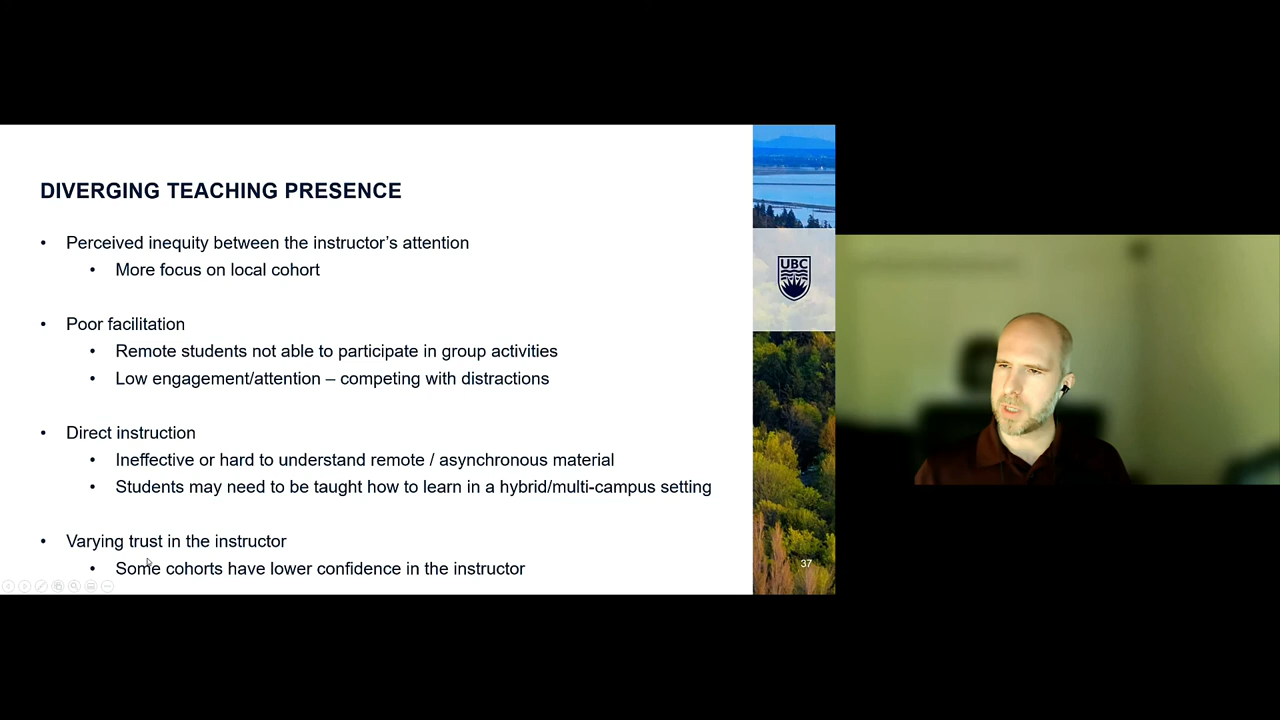 DIVERGING TEACHING PRESENCE
• Perceived inequity between the instructor's attention
• More focus on local cohort
• Poor facilitation
• Remote students not able to participate in group activities
• Low engagement/attention – competing with distractions
• Direct instruction
• Ineffective or hard to understand remote / asynchronous material
• Students may need to be taught how to learn in a hybrid/multi-campus setting
• Varying trust in the instructor
• Some cohorts have lower confidence in the instructor
UBC
37